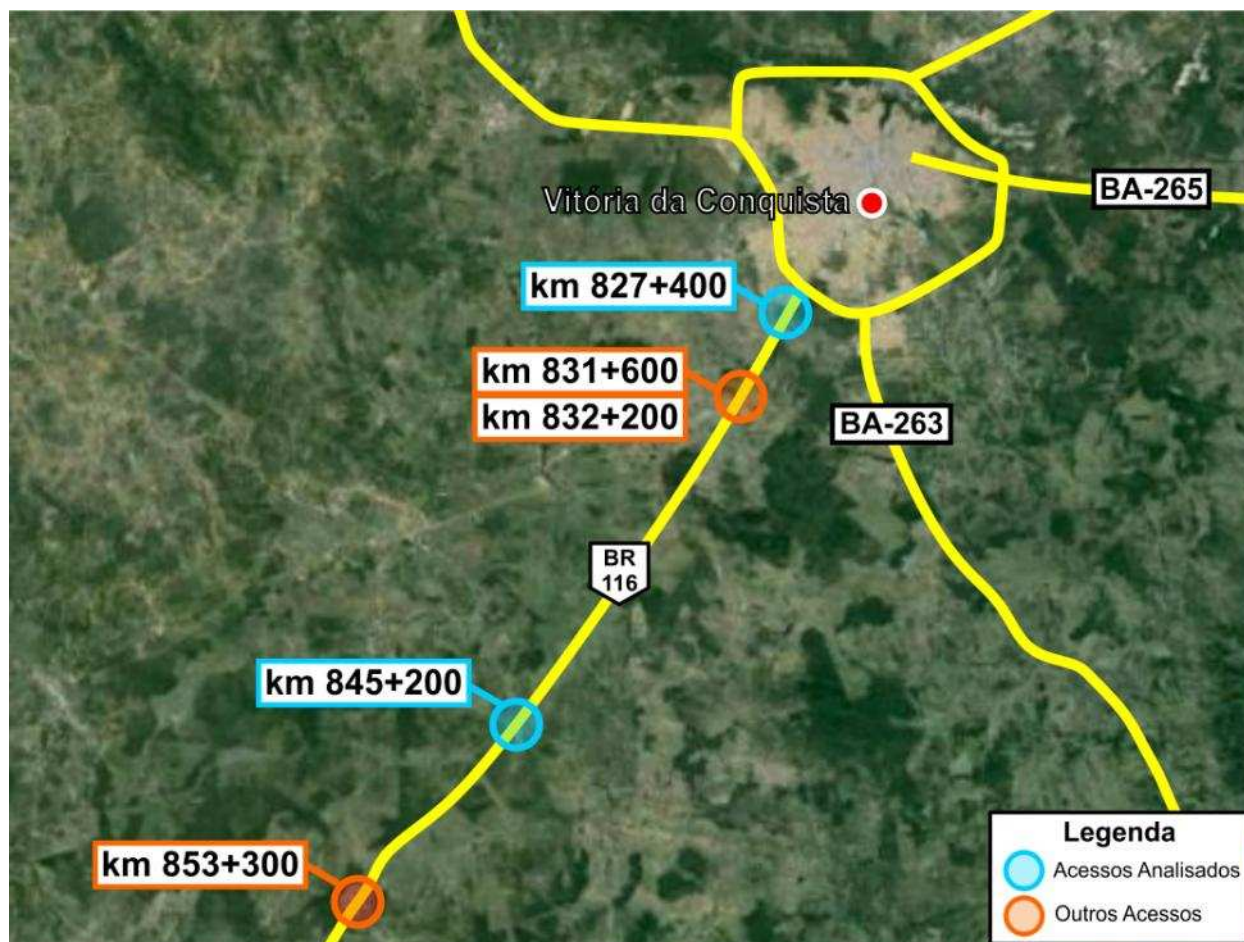 BA-265
Vitória da Conquista
km 827+400
km 831+600
km 832+200
BA-263
BR
116
km 845+200
km 853+300
Legenda
Acessos Analisados
Outros Acessos